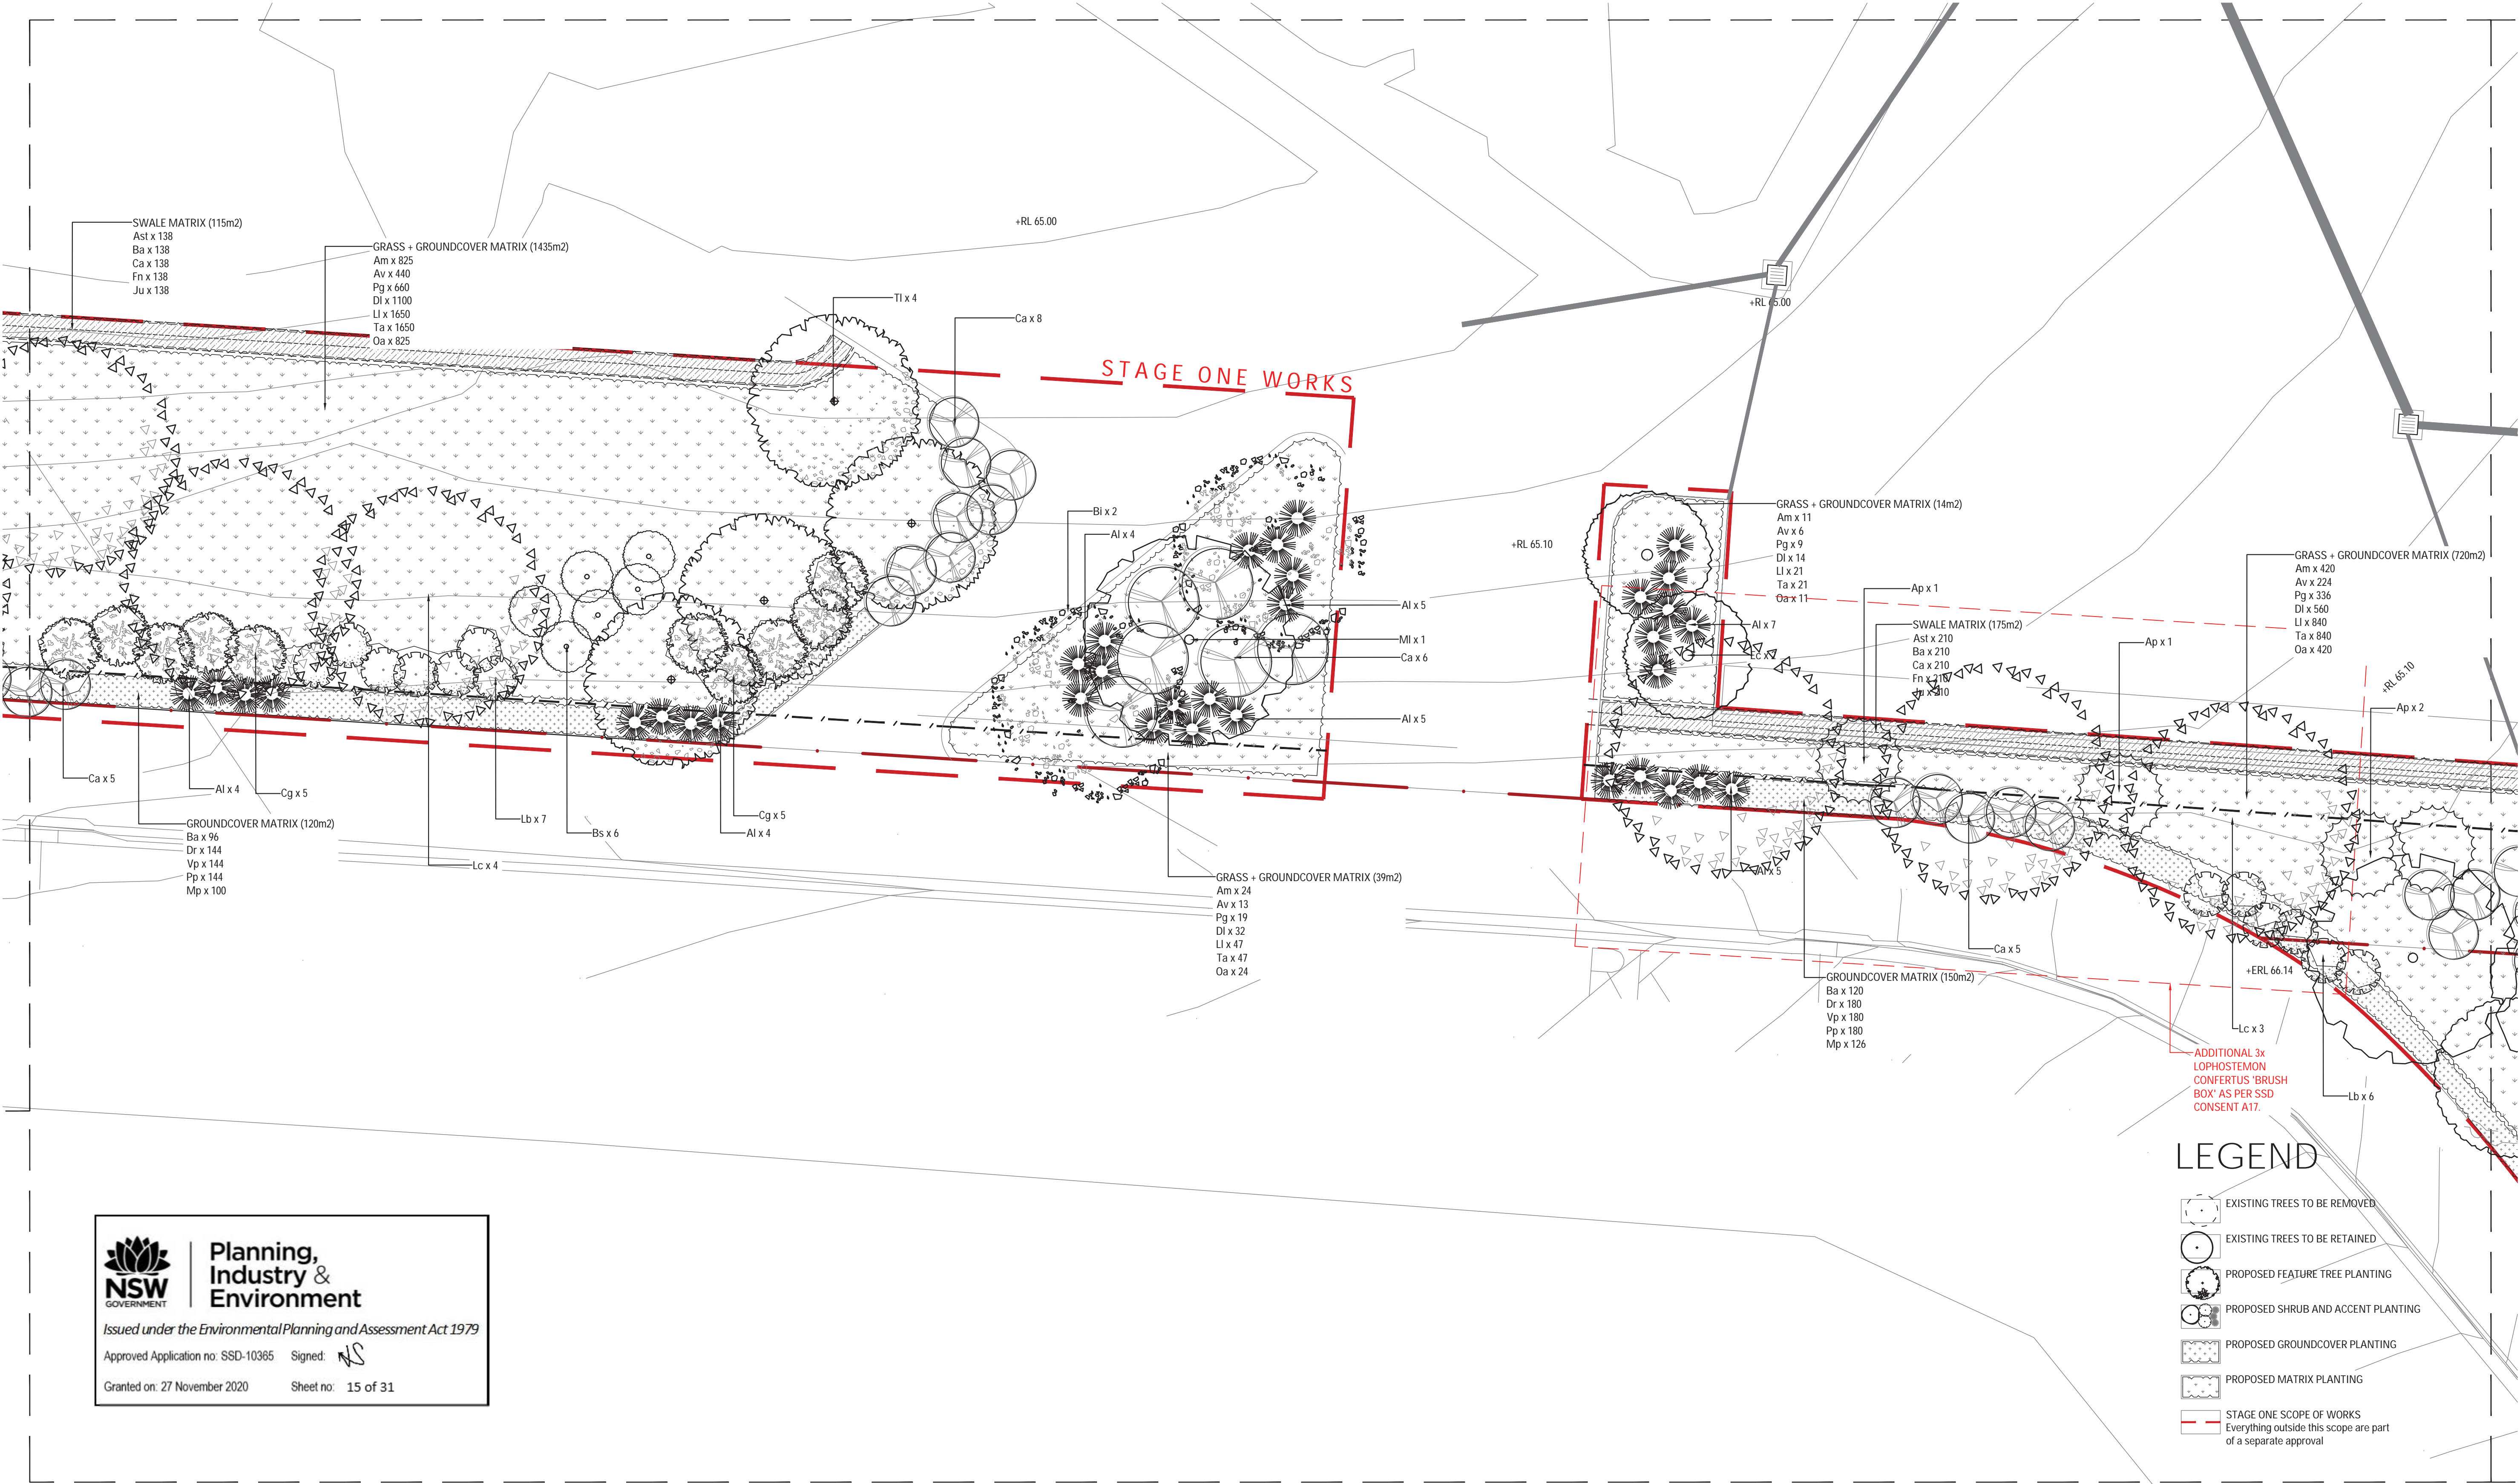 SWALE MATRIX (115m2)
Ast x 138
Ba x 138
Ca x 138
Fn x 138
Ju x 138
GRASS + GROUNDCOVER MATRIX (1435m2)
Am x 825
Av x 440
Pg x 660
Dl x 1100
Ll x 1650
Ta x 1650
Oa x 825
+RL 65.00
Tl x 4
Ca x 8
STAGE ONE WORKS
+RL 65.00
Bi x 2
Al x 4
+RL 65.10
Al x 5
Ml x 1
Ca x 6
Al x 5
GRASS + GROUNDCOVER MATRIX (14m2)
Am x 11
Av x 6
Pg x 9
Dl x 14
Ll x 21
Ta x 21
Oa x 11
Al x 7
Lc x
Ap x 1
SWALE MATRIX (175m2)
Ast x 210
Ba x 210
Ca x 210
Fn x 210
Ju x 210
Ap x 1
GRASS + GROUNDCOVER MATRIX (720m2)
Am x 420
Av x 224
Pg x 336
Dl x 560
Ll x 840
Ta x 840
Oa x 420
+RL 65.10
Ap x 2
Ca x 5
Al x 4
Cg x 5
GROUNDCOVER MATRIX (120m2)
Ba x 96
Dr x 144
Vp x 144
Pp x 144
Mp x 100
Lb x 7
Bs x 6
Cg x 5
Al x 4
Lc x 4
GRASS + GROUNDCOVER MATRIX (39m2)
Am x 24
Av x 13
Pg x 19
Dl x 32
Ll x 47
Ta x 47
Oa x 24
Al x 5
RK
Ca x 5
GROUNDCOVER MATRIX (150m2)
Ba x 120
Dr x 180
Vp x 180
Pp x 180
Mp x 126
+ERL 66.14
Lc x 3
ADDITIONAL 3x
LOPHOSTEMON
CONFERTUS 'BRUSH
BOX' AS PER SSD
CONSENT A17.
Lb x 6
LEGEND
EXISTING TREES TO BE REMOVED
EXISTING TREES TO BE RETAINED
PROPOSED FEATURE TREE PLANTING
PROPOSED SHRUB AND ACCENT PLANTING
PROPOSED GROUNDCOVER PLANTING
PROPOSED MATRIX PLANTING
STAGE ONE SCOPE OF WORKS
Everything outside this scope are part
of a separate approval
NSW
GOVERNMENT
Planning,
Industry &
Environment
Issued under the Environmental Planning and Assessment Act 1979
Approved Application no: SSD-10365 Signed:
Granted on: 27 November 2020 Sheet no: 15 of 31